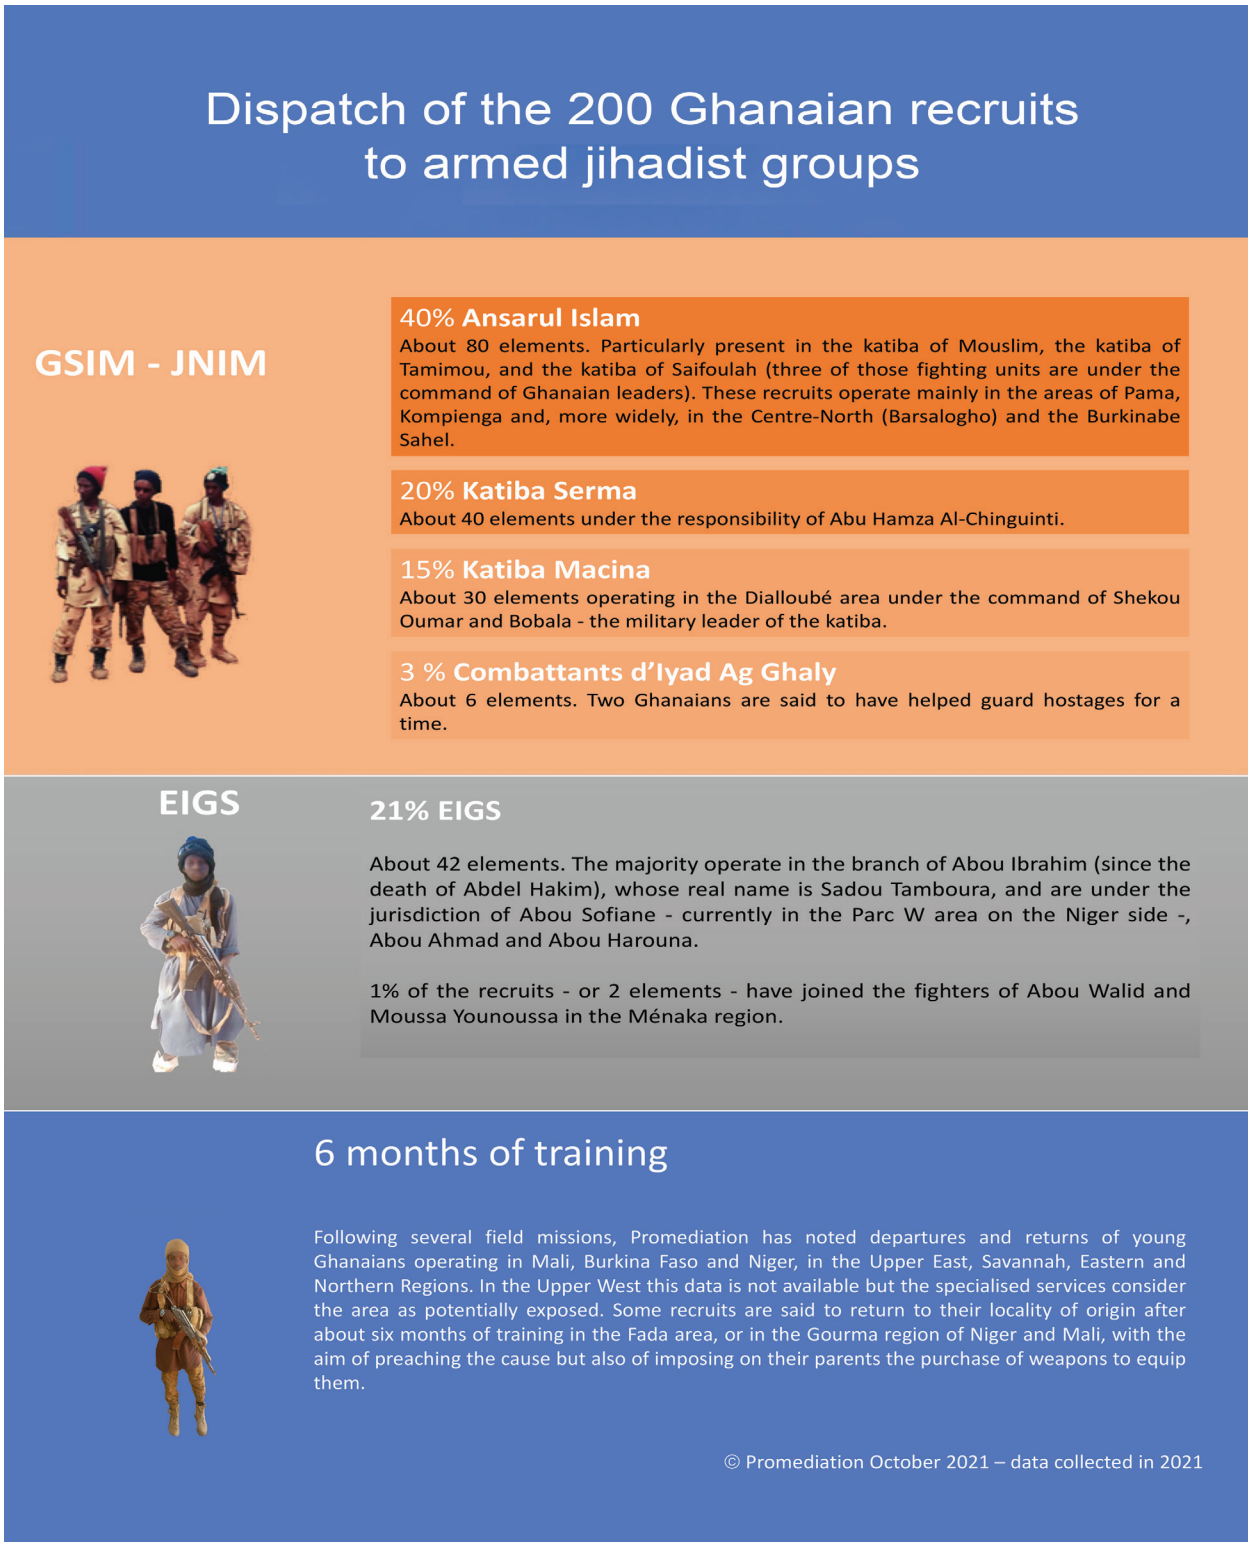 Dispatch of the 200 Ghanaian recruits
to armed jihadist groups
GSIM - JNIM
40% Ansarul Islam
About 80 elements. Particularly present in the katiba of Mouslim, the katiba of
Tamimou, and the katiba of Saifoulah (three of those fighting units are under the
command of Ghanaian leaders). These recruits operate mainly in the areas of Pama,
Kompienga and, more widely, in the Centre-North (Barsalogho) and the Burkinabe
Sahel.
20% Katiba Serma
About 40 elements under the responsibility of Abu Hamza Al-Chinguinti.
15% Katiba Macina
About 30 elements operating in the Dialloubé area under the command of Shekou
Oumar and Bobala - the military leader of the katiba.
3 % Combattants d’Iyad Ag Ghaly
About 6 elements. Two Ghanaians are said to have helped guard hostages for a
time.
EIGS
21% EIGS
About 42 elements. The majority operate in the branch of Abou Ibrahim (since the
death of Abdel Hakim), whose real name is Sadou Tamboura, and are under the
jurisdiction of Abou Sofiane - currently in the Parc W area on the Niger side -,
Abou Ahmad and Abou Harouna.
1% of the recruits - or 2 elements - have joined the fighters of Abou Walid and
Moussa Younoussa in the Ménaka region.
6 months of training
Following several field missions, Promediation has noted departures and returns of young
Ghanaians operating in Mali, Burkina Faso and Niger, in the Upper East, Savannah, Eastern and
Northern Regions. In the Upper West this data is not available but the specialised services consider
the area as potentially exposed. Some recruits are said to return to their locality of origin after
about six months of training in the Fada area, or in the Gourma region of Niger and Mali, with the
aim of preaching the cause but also of imposing on their parents the purchase of weapons to equip
them.
© Promediation October 2021 – data collected in 2021